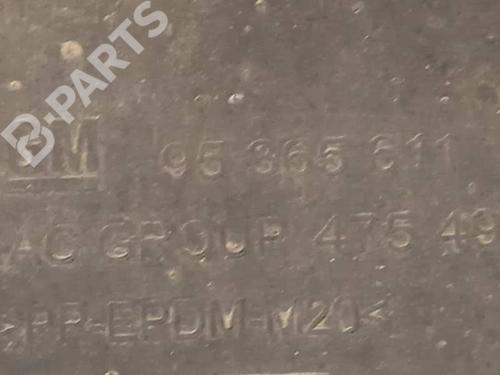 B-PARTS
GM 95 365 611
AC GROUP 475 49
>PP-EPDM-M20<